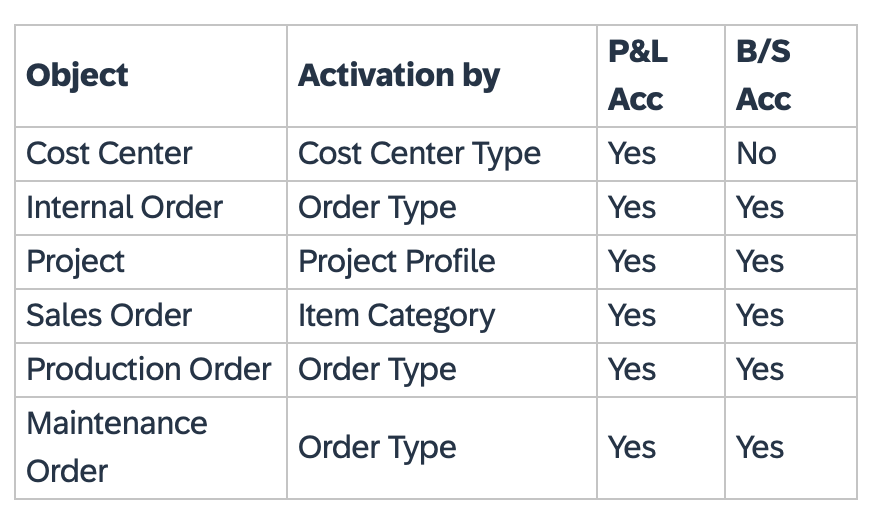 Object Activation by P&L Acc B/S Acc
Cost Center Cost Center Type Yes No
Internal Order Order Type Yes Yes
Project Project Profile Yes Yes
Sales Order Item Category Yes Yes
Production Order Order Type Yes Yes
Maintenance Order Order Type Yes Yes